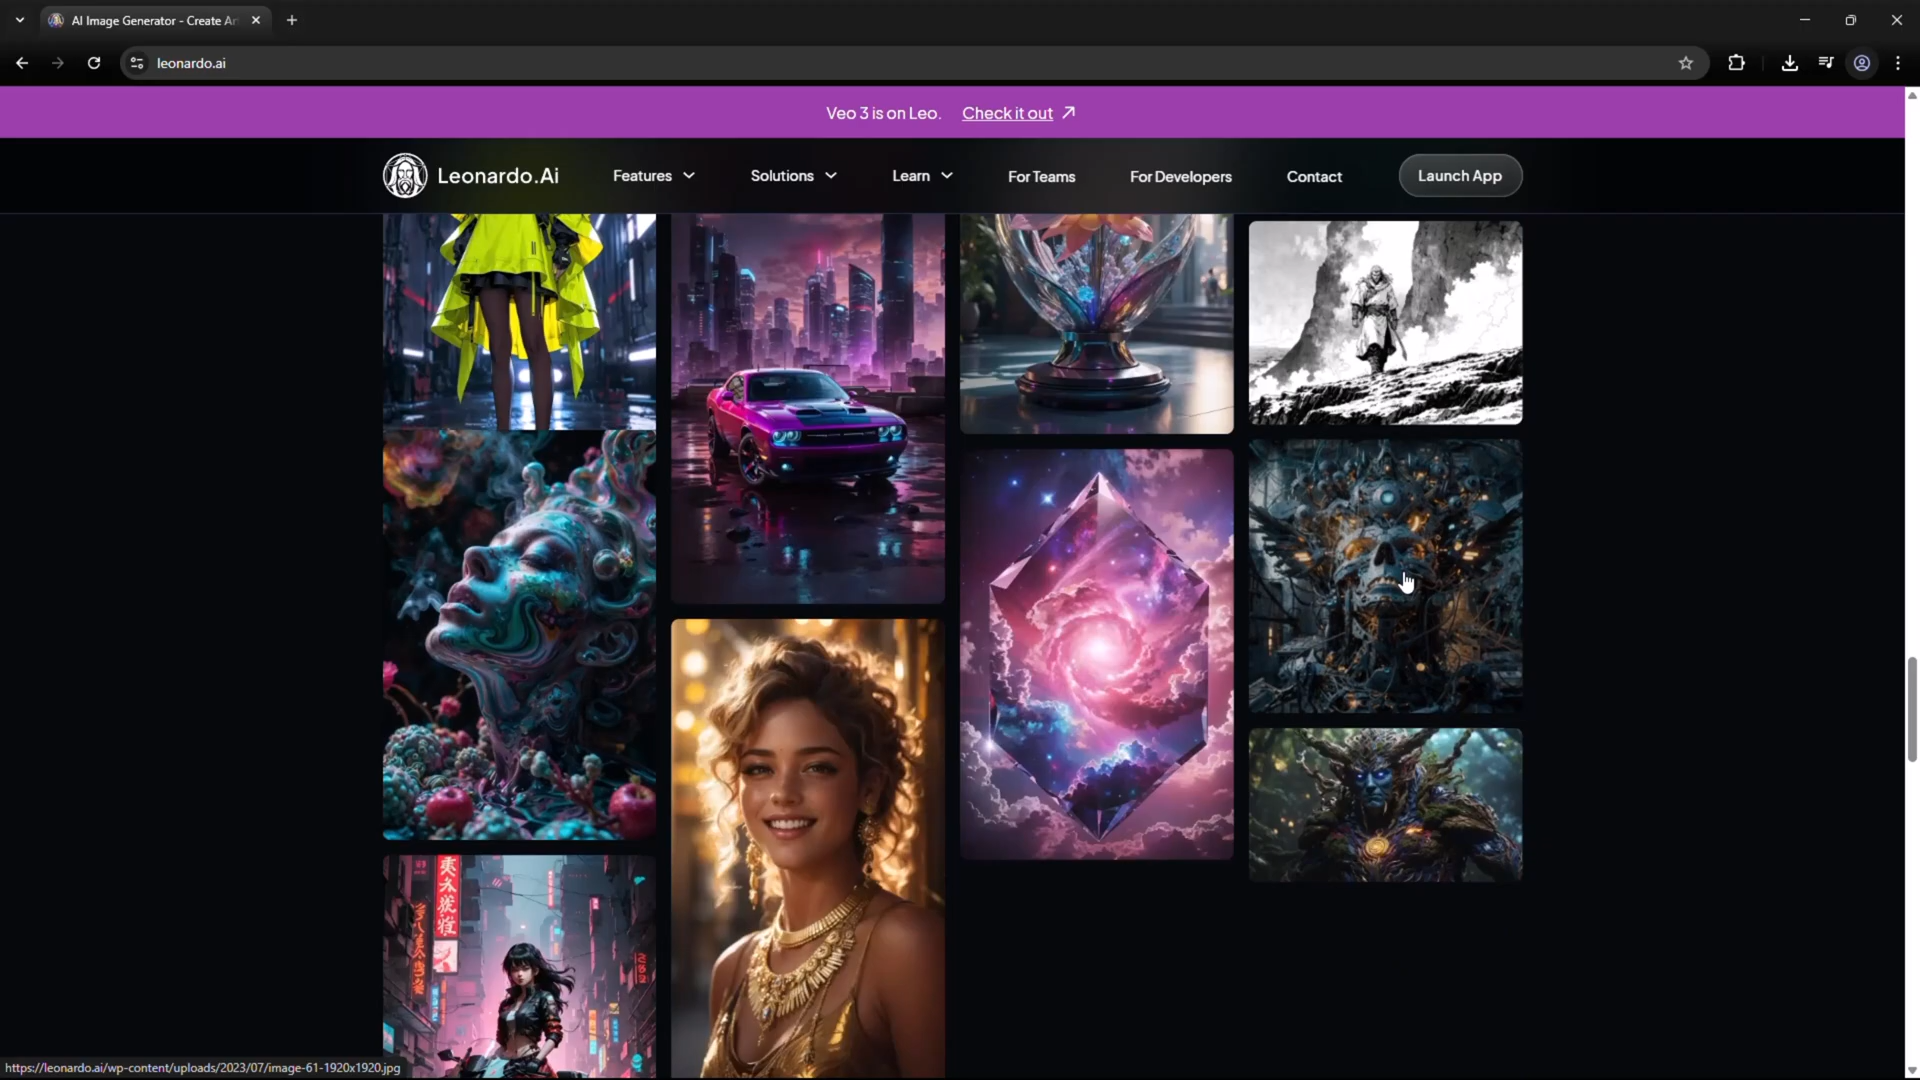 AI Image Generator - Create Ar
leonardo.ai
Veo 3 is on Leo. Check it out
Leonardo.Ai
Features
Solutions
Learn
For Teams
For Developers
Contact
Launch App
https://leonardo.ai/wp-content/uploads/2023/07/image-61-1920x1920.jpg